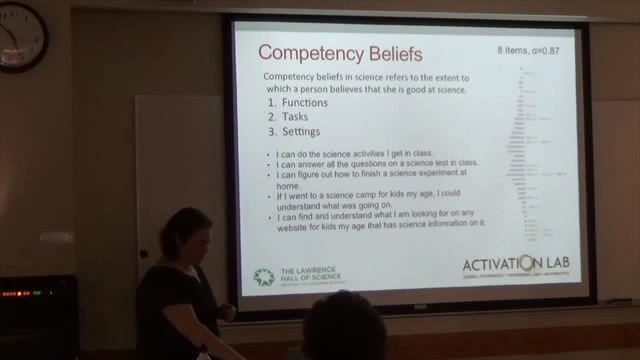 Competency Beliefs
8 Items, α=0.87
Competency beliefs in science refers to the extent to
which a person believes that she is good at science.
1. Functions
2. Tasks
3. Settings
• I can do the science activities I get in class.
• I can answer all the questions on a science test in class.
• I can figure out how to finish a science experiment at
home.
• If I went to a science camp for kids my age, I could
understand what was going on.
• I can find and understand what I am looking for on any
website for kids my age that has science information on it.
THE LAWRENCE
HALL OF SCIENCE
ACTIVATION LAB